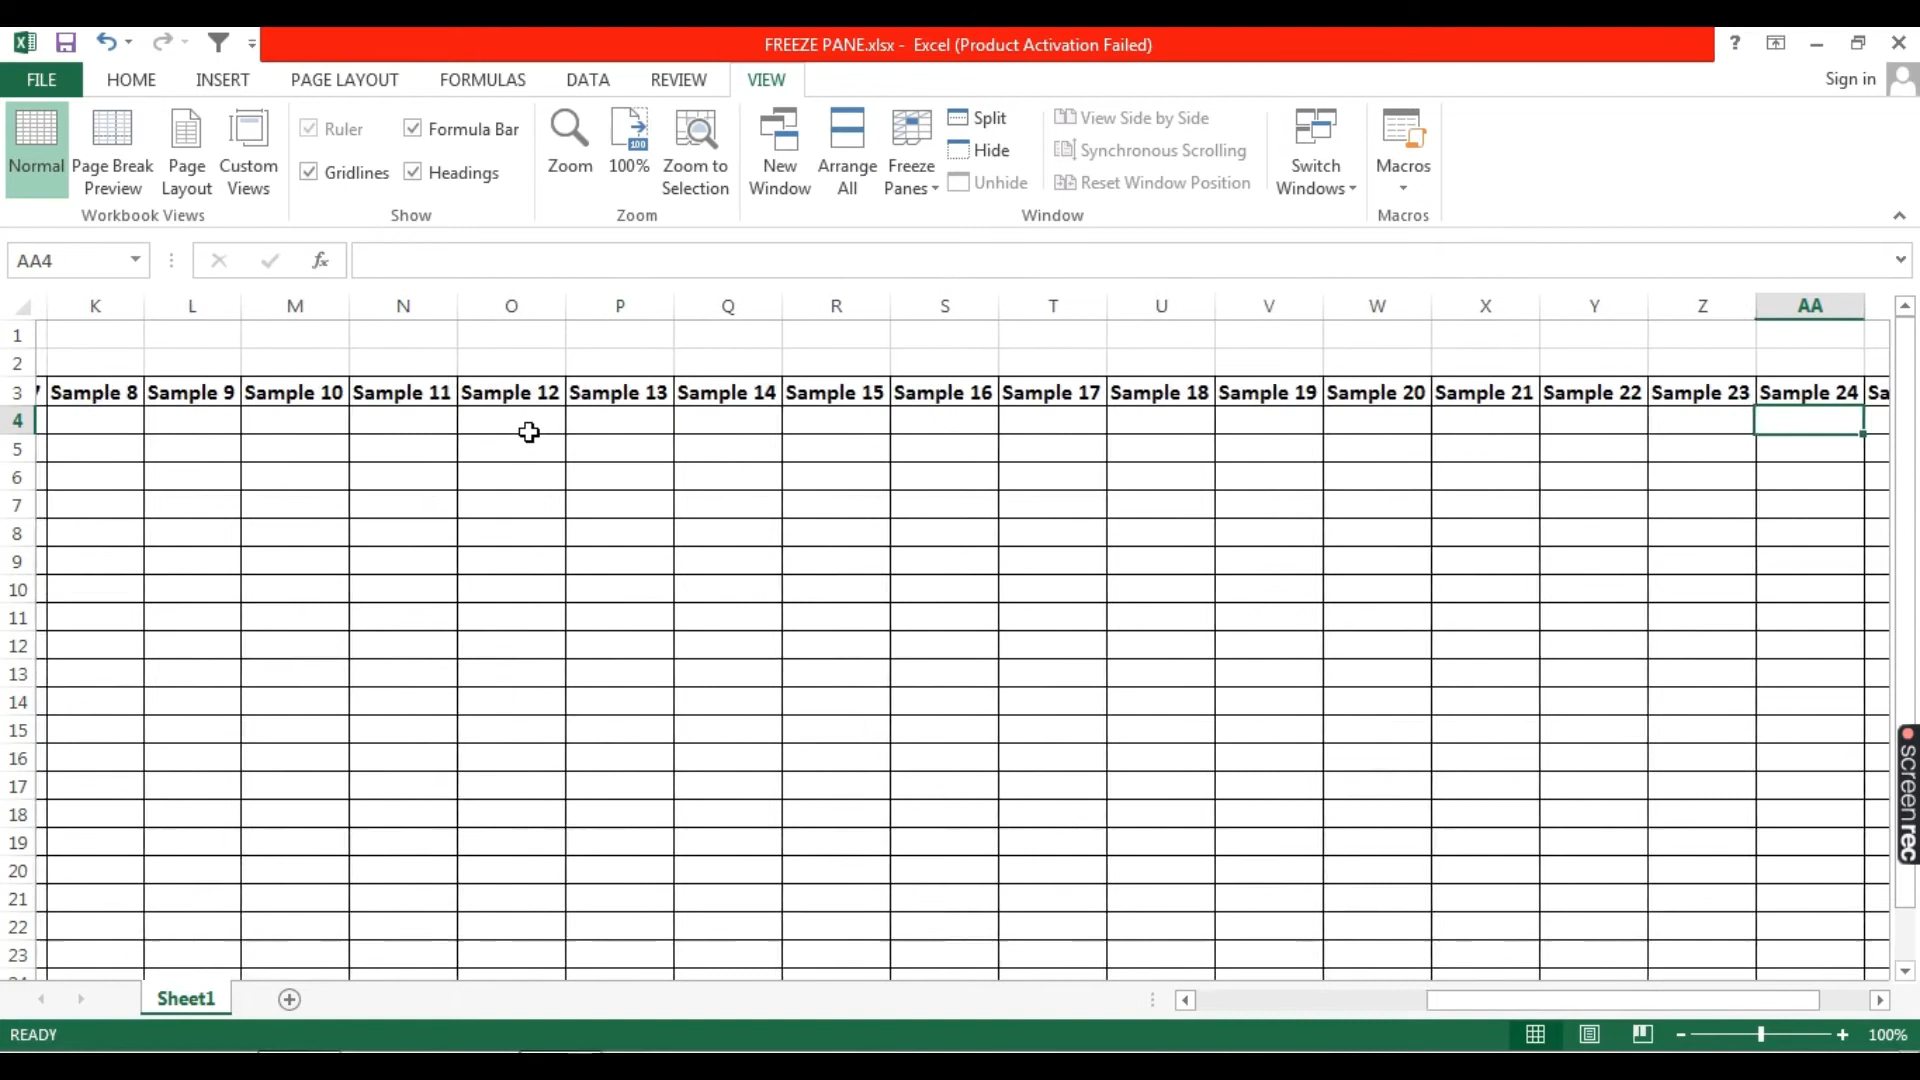 FREEZE PANE.xlsx - Excel (Product Activation Failed)
?
FILE HOME INSERT PAGE LAYOUT FORMULAS DATA REVIEW VIEW Sign in
Normal Page Break Preview Page Layout Custom Views
Workbook Views
Ruler Formula Bar
Gridlines Headings
Show
Zoom 100% Zoom to Selection
Zoom
New Window Arrange All Freeze Panes
Split
Hide
Unhide
View Side by Side
Synchronous Scrolling
Reset Window Position
Switch Windows
Window
Macros
Macros
AA4 fx
K L M N O P Q R S T U V W X Y Z AA
1
2
3 Sample 8 Sample 9 Sample 10 Sample 11 Sample 12 Sample 13 Sample 14 Sample 15 Sample 16 Sample 17 Sample 18 Sample 19 Sample 20 Sample 21 Sample 22 Sample 23 Sample 24 Sa
4
5
6
7
8
9
10
11
12
13
14
15
16
17
18
19
20
21
22
23
screenrec
Sheet1
READY 100%